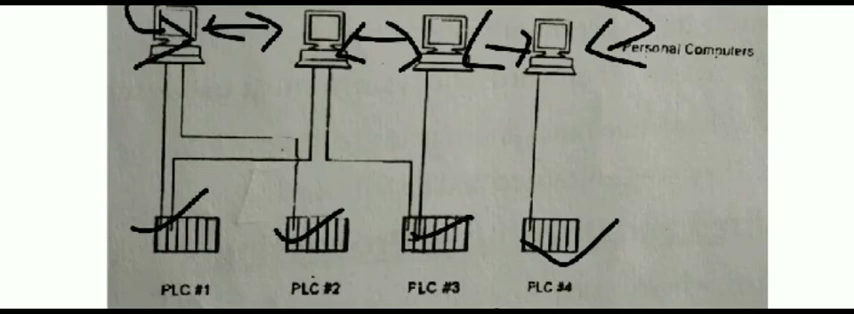 Personal Computers
PLC #1 PLC #2 PLC #3 PLC #4